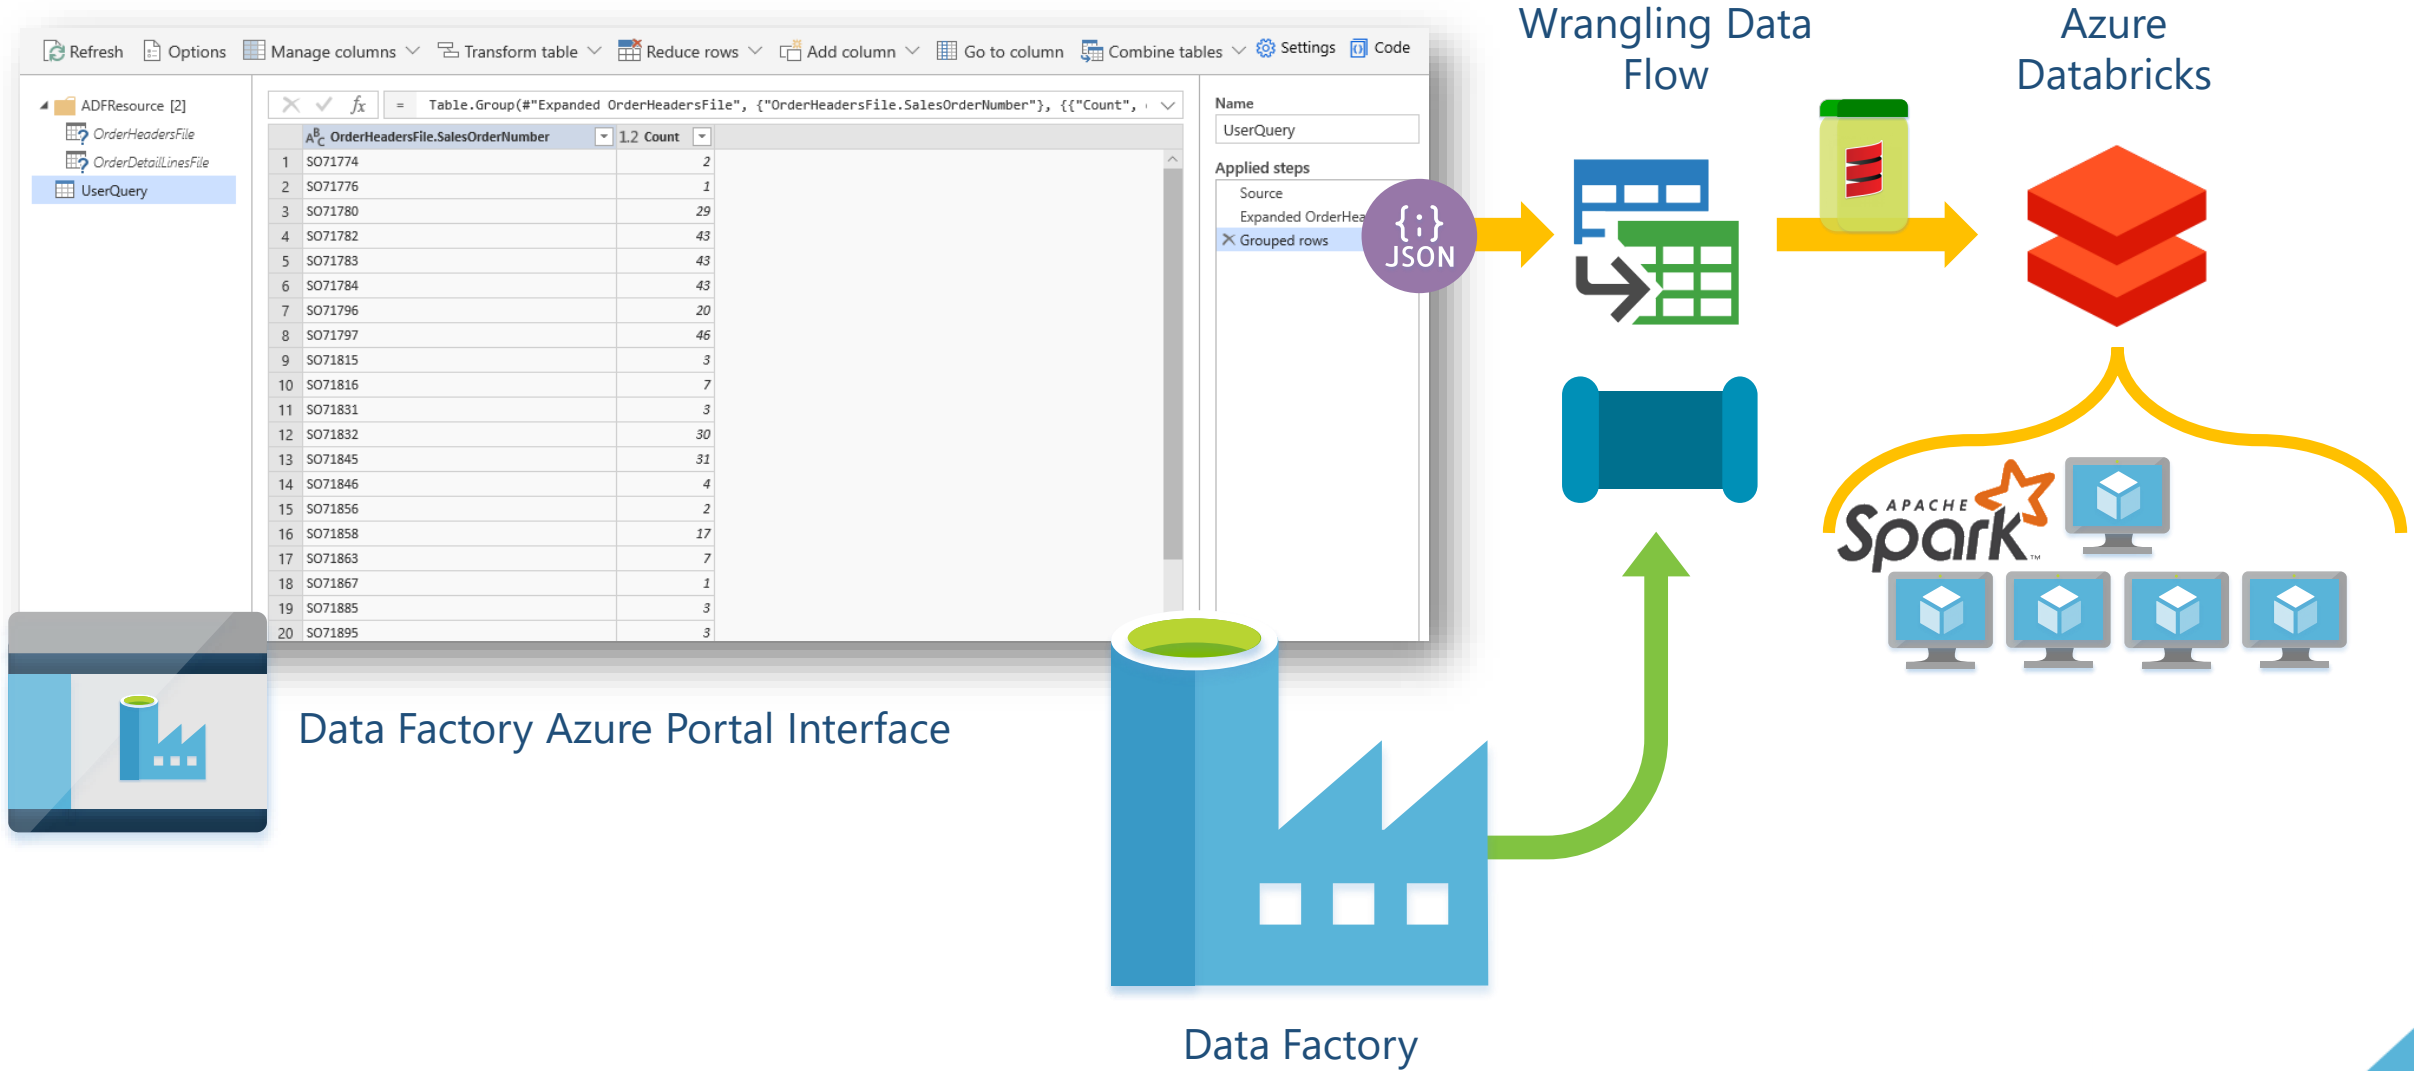 Wrangling Data
Flow
Azure
Databricks
Refresh Options Manage columns Transform table Reduce rows Add column Go to column Combine tables Settings Code
ADFResource [2]
OrderHeadersFile
OrderDetailLinesFile
UserQuery
fx = Table.Group(#"Expanded OrderHeadersFile", {"OrderHeadersFile.SalesOrderNumber"}, {{"Count",
ABC OrderHeadersFile.SalesOrderNumber 1.2 Count
1 SO71774 2
2 SO71776 1
3 SO71780 29
4 SO71782 43
5 SO71783 43
6 SO71784 43
7 SO71796 20
8 SO71797 46
9 SO71815 3
10 SO71816 7
11 SO71831 3
12 SO71832 30
13 SO71845 31
14 SO71846 4
15 SO71856 2
16 SO71858 17
17 SO71863 7
18 SO71867 1
19 SO71885 3
20 SO71895 3
Name
UserQuery
Applied steps
Source
Expanded OrderHea
Grouped rows
{;}
JSON
APACHE
Spark™
Data Factory Azure Portal Interface
Data Factory